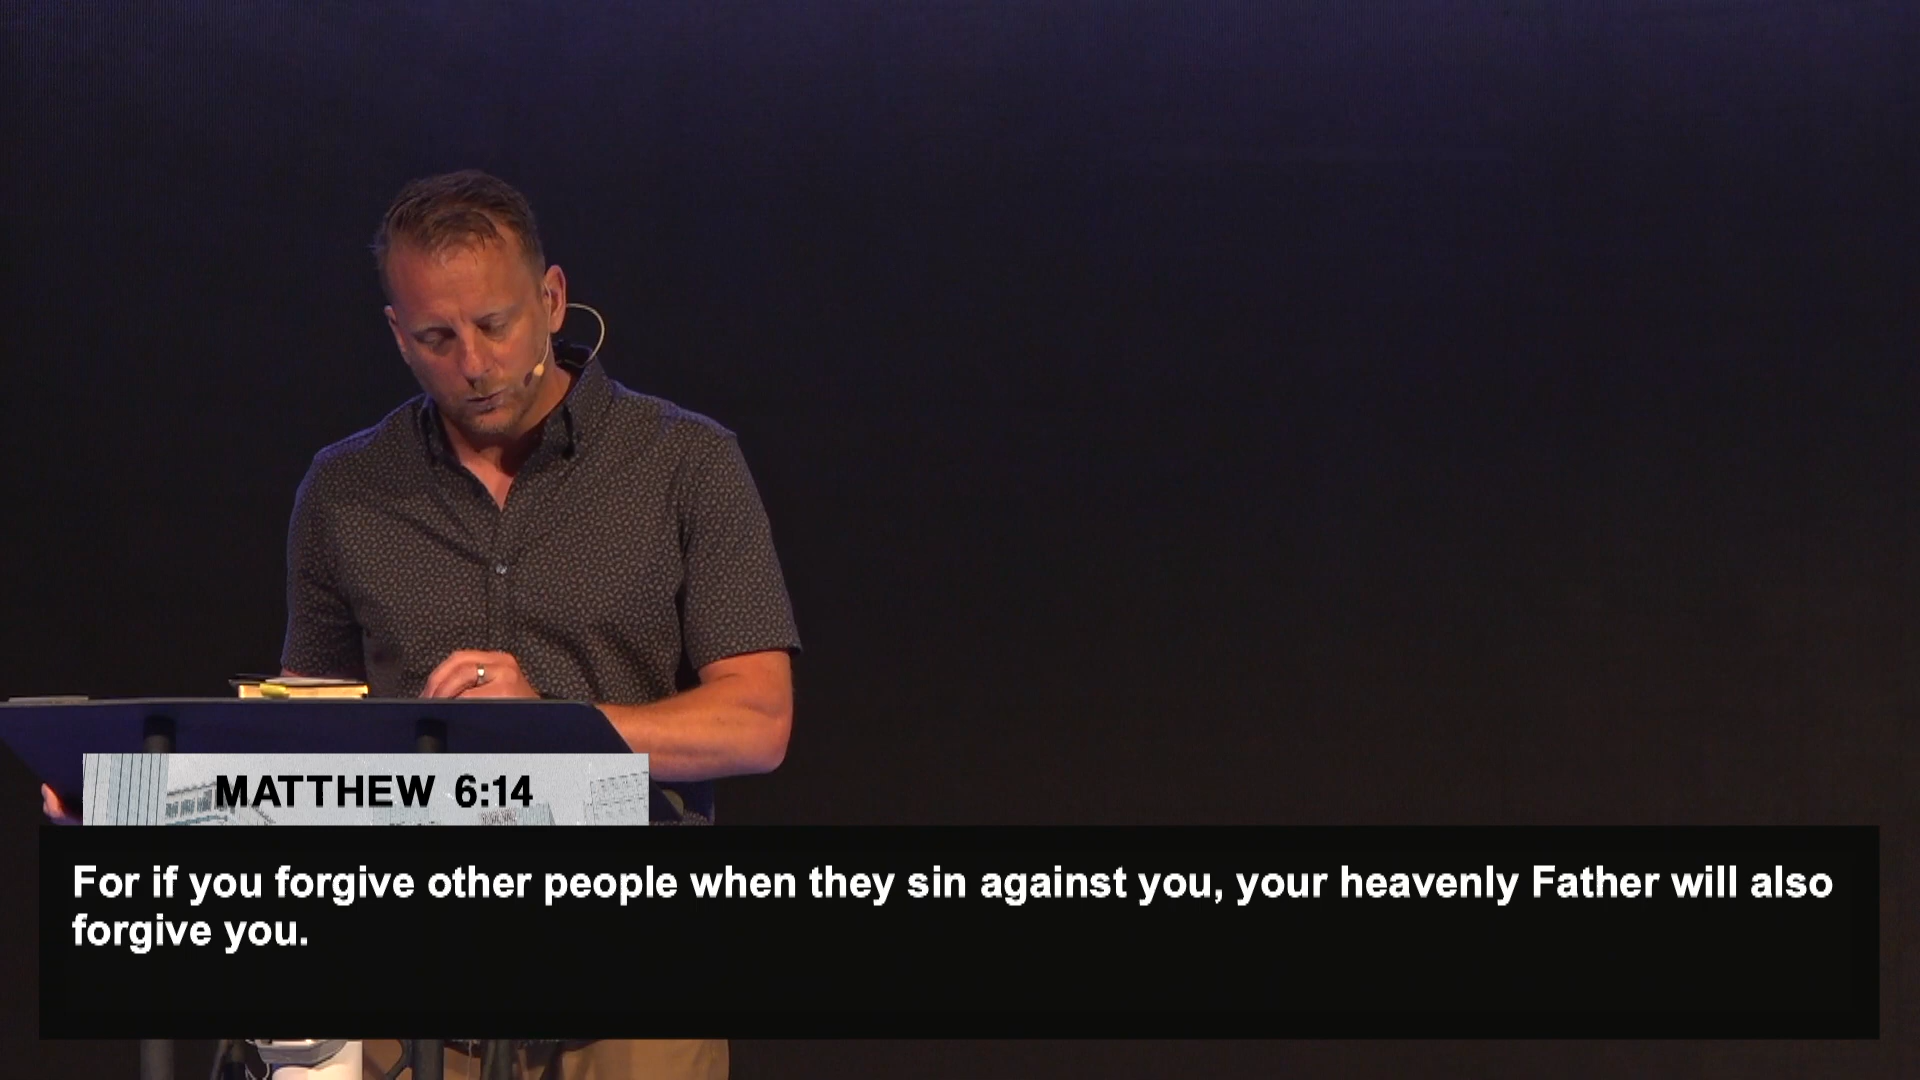 MATTHEW 6:14
For if you forgive other people when they sin against you, your heavenly Father will also
forgive you.